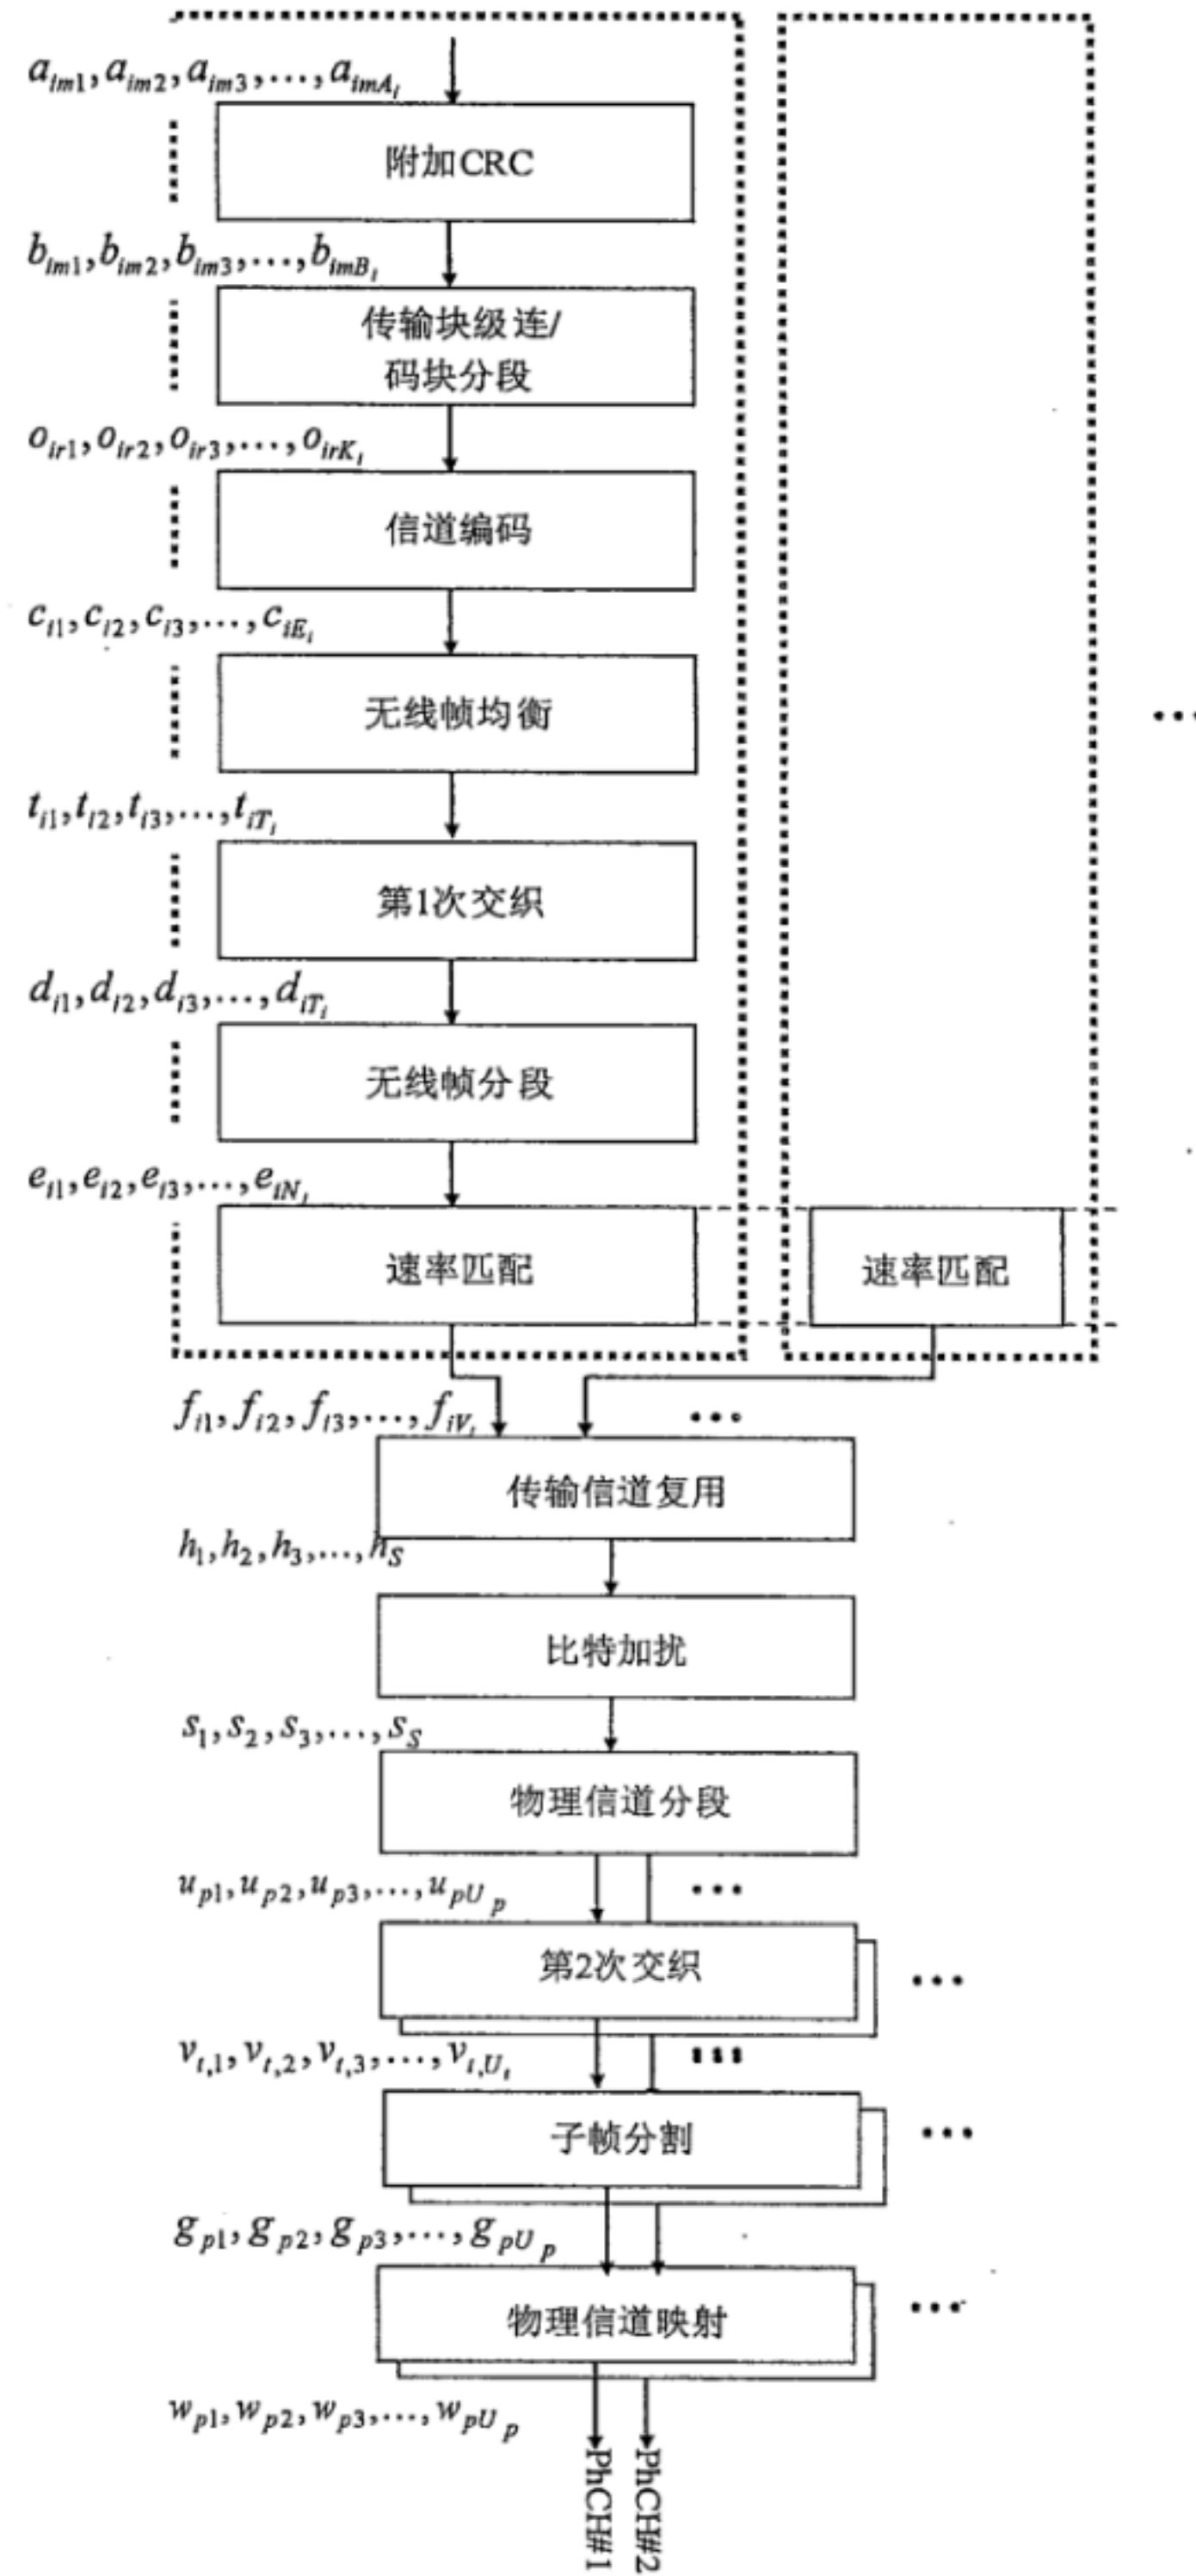 a_{im1}, a_{im2}, a_{im3}, ..., a_{imA_i}
附加CRC
b_{im1}, b_{im2}, b_{im3}, ..., b_{imB_i}
传输块级连/
码块分段
o_{ir1}, o_{ir2}, o_{ir3}, ..., o_{irK_i}
信道编码
c_{i1}, c_{i2}, c_{i3}, ..., c_{iE_i}
无线帧均衡
...
t_{i1}, t_{i2}, t_{i3}, ..., t_{iT_i}
第1次交织
d_{i1}, d_{i2}, d_{i3}, ..., d_{iT_i}
无线帧分段
e_{i1}, e_{i2}, e_{i3}, ..., e_{iN_i}
速率匹配
速率匹配
f_{i1}, f_{i2}, f_{i3}, ..., f_{iV_i}
...
传输信道复用
h_1, h_2, h_3, ..., h_S
比特加扰
s_1, s_2, s_3, ..., s_S
物理信道分段
u_{p1}, u_{p2}, u_{p3}, ..., u_{pU_p}
...
第2次交织
...
v_{t,1}, v_{t,2}, v_{t,3}, ..., v_{t,U_t}
...
子帧分割
...
g_{p1}, g_{p2}, g_{p3}, ..., g_{pU_p}
物理信道映射
...
w_{p1}, w_{p2}, w_{p3}, ..., w_{pU_p}
PhCH#1
PhCH#2